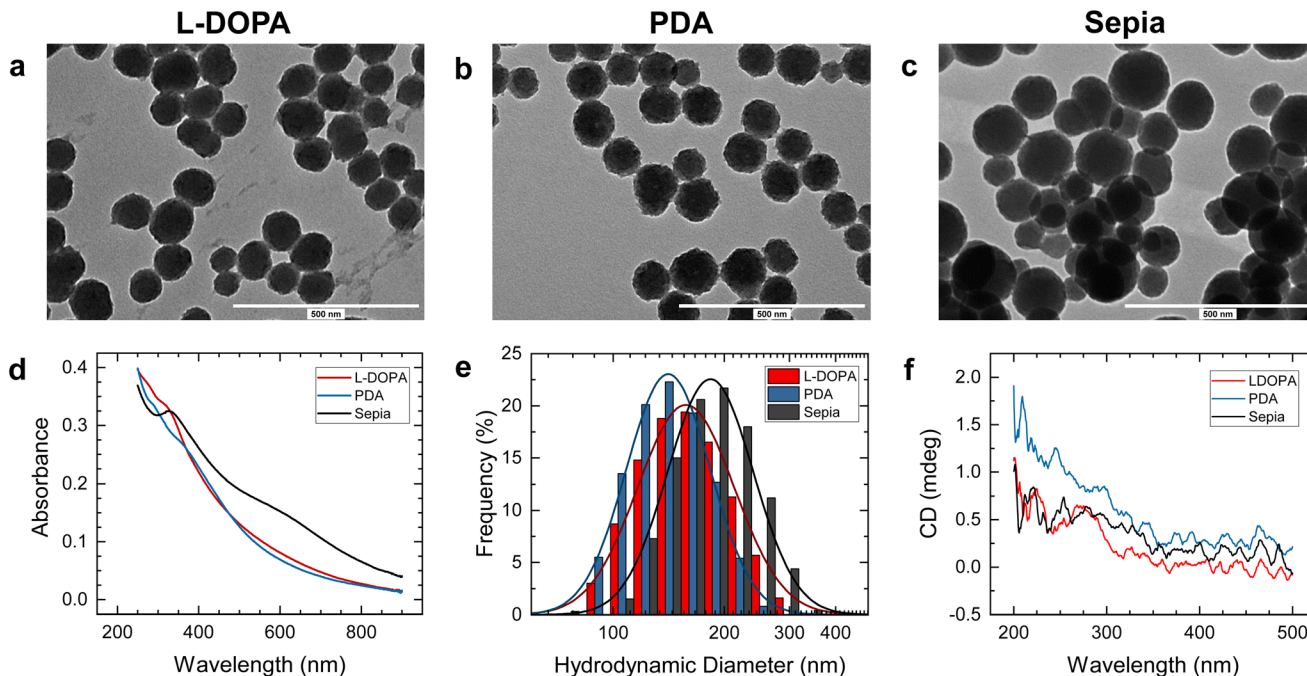 L-DOPA
PDA
Sepia
a
500 nm
b
500 nm
c
500 nm
d
Absorbance
0.4
0.3
0.2
0.1
0.0
200 400 600 800
Wavelength (nm)
L-DOPA
PDA
Sepia
e
Frequency (%)
25
20
15
10
5
0
100 200 300 400
Hydrodynamic Diameter (nm)
L-DOPA
PDA
Sepia
f
CD (mdeg)
2.0
1.5
1.0
0.5
0.0
-0.5
200 300 400 500
Wavelength (nm)
LDOPA
PDA
Sepia